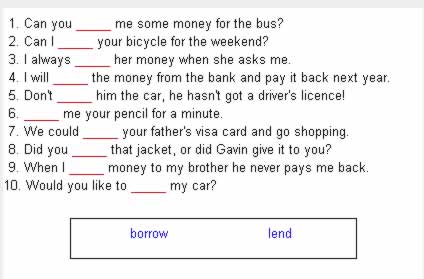 1. Can you _____ me some money for the bus?
2. Can I _____ your bicycle for the weekend?
3. I always _____ her money when she asks me.
4. I will _____ the money from the bank and pay it back next year.
5. Don't _____ him the car, he hasn't got a driver's licence!
6. _____ me your pencil for a minute.
7. We could _____ your father's visa card and go shopping.
8. Did you _____ that jacket, or did Gavin give it to you?
9. When I _____ money to my brother he never pays me back.
10. Would you like to _____ my car?
borrow lend